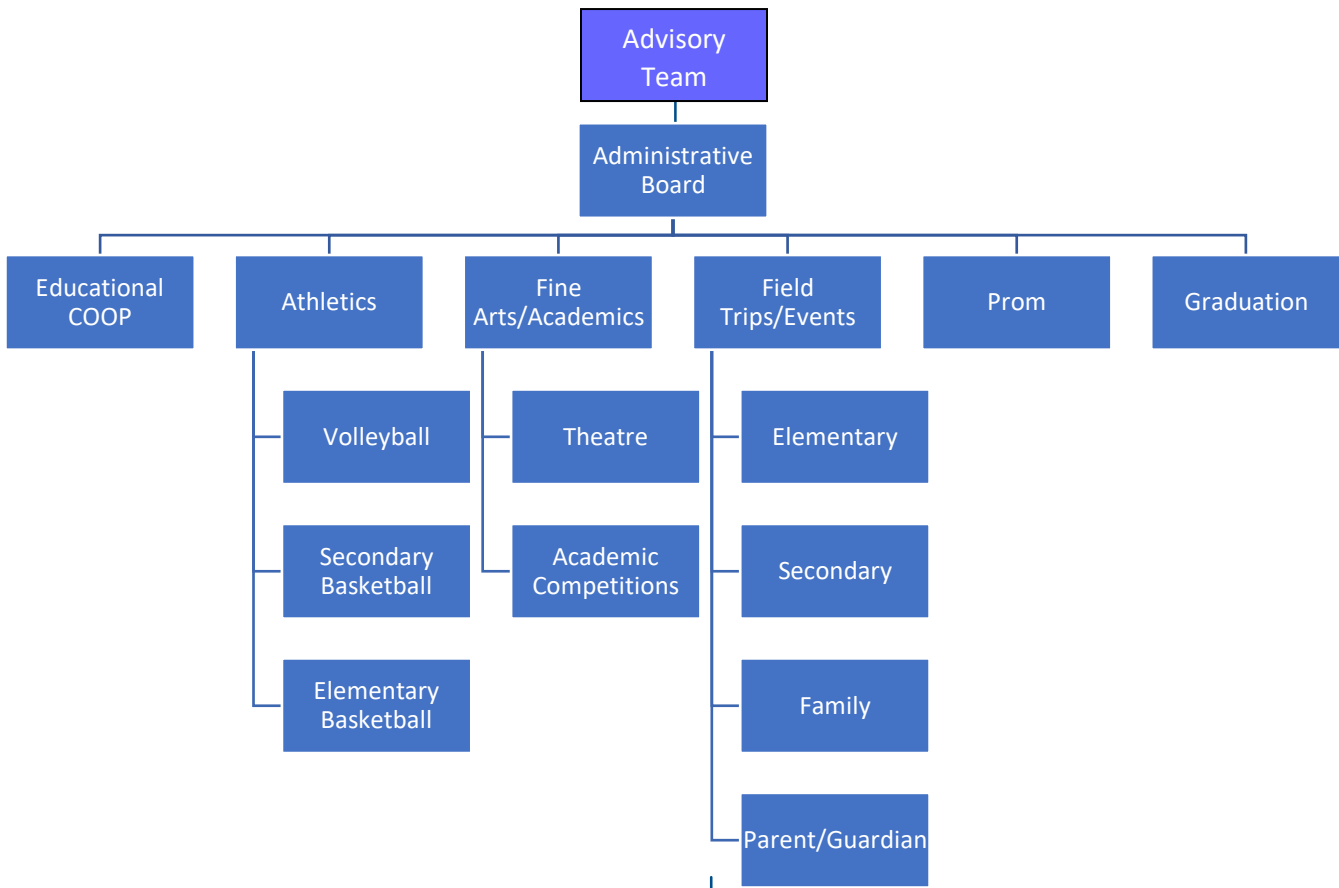 Advisory
Team
Administrative
Board
Educational
COOP
Athletics
Fine
Arts/Academics
Field
Trips/Events
Prom
Graduation
Volleyball
Theatre
Elementary
Secondary
Basketball
Academic
Competitions
Secondary
Elementary
Basketball
Family
Parent/Guardian